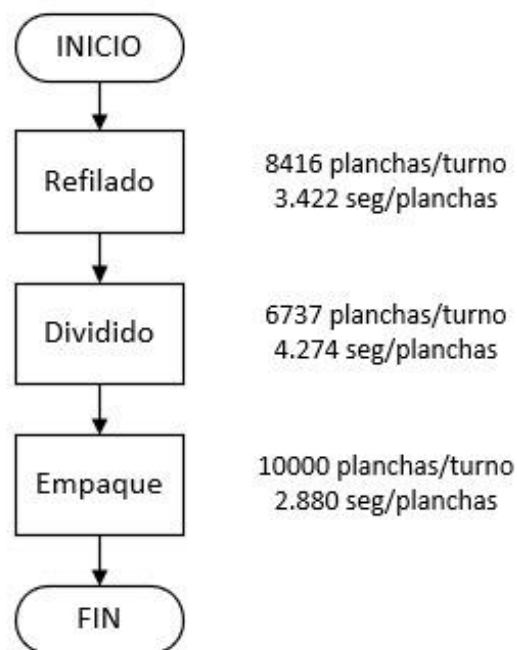 INICIO
Refilado
8416 planchas/turno
3.422 seg/planchas
Dividido
6737 planchas/turno
4.274 seg/planchas
Empaque
10000 planchas/turno
2.880 seg/planchas
FIN